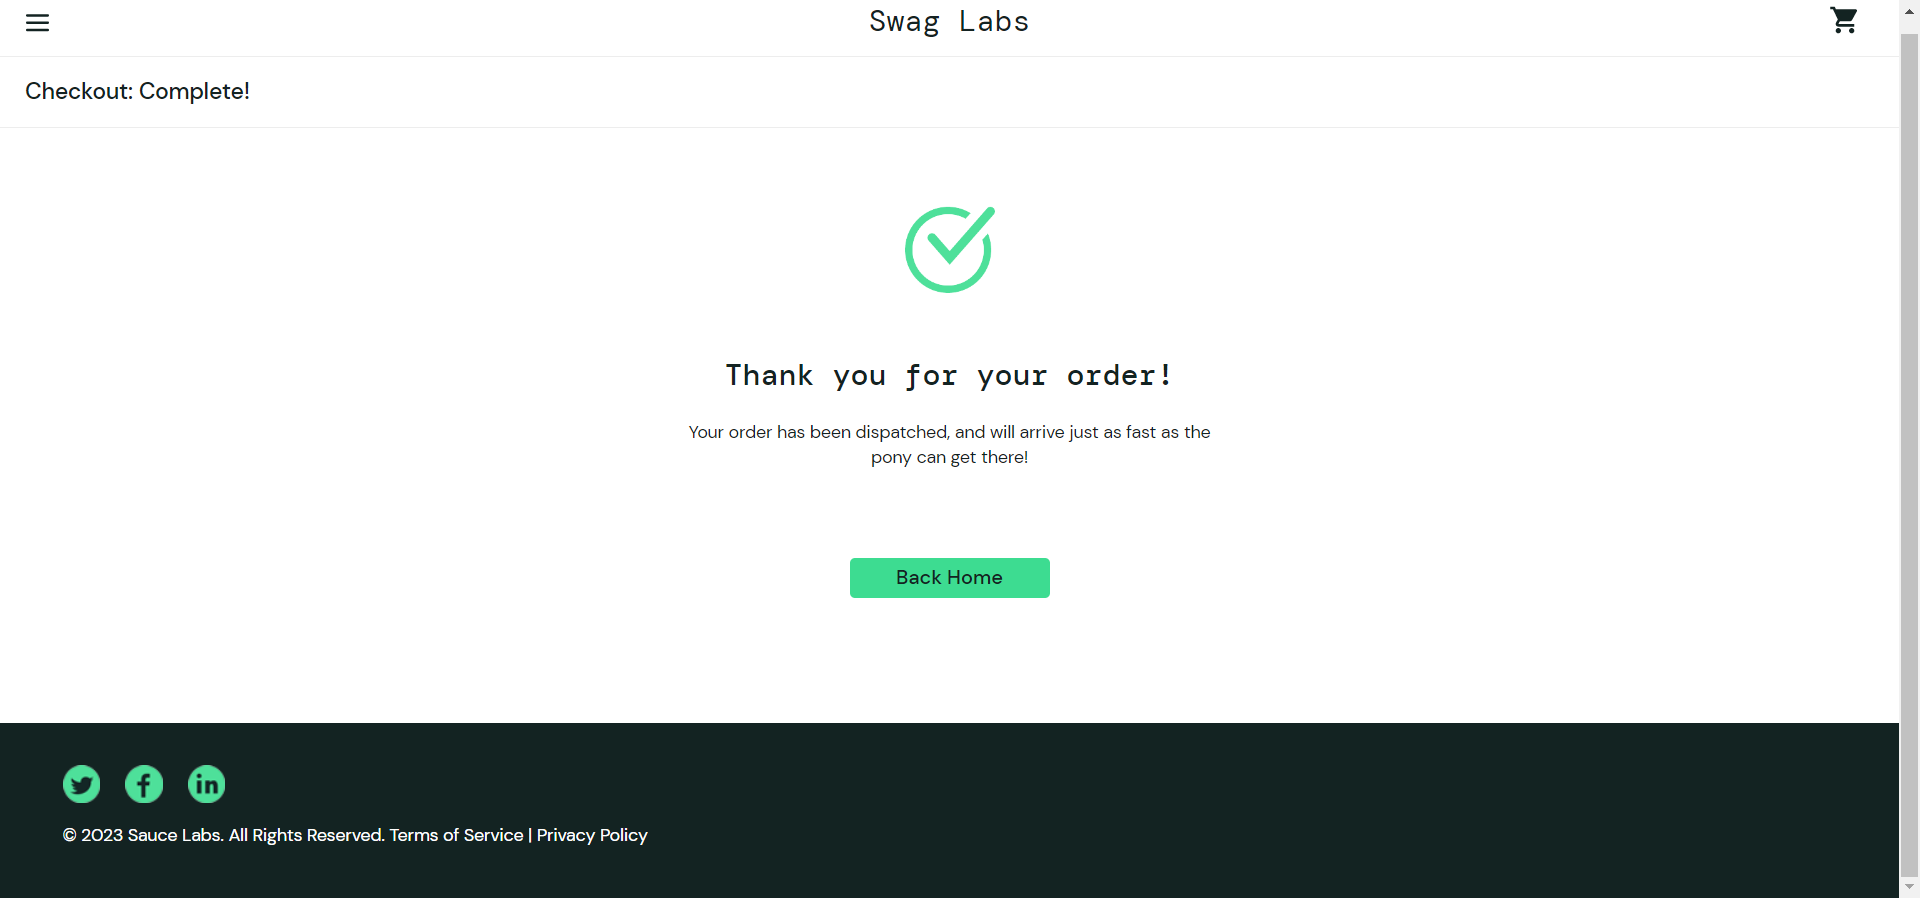 Swag Labs
Checkout: Complete!
Thank you for your order!
Your order has been dispatched, and will arrive just as fast as the
pony can get there!
Back Home
© 2023 Sauce Labs. All Rights Reserved. Terms of Service | Privacy Policy